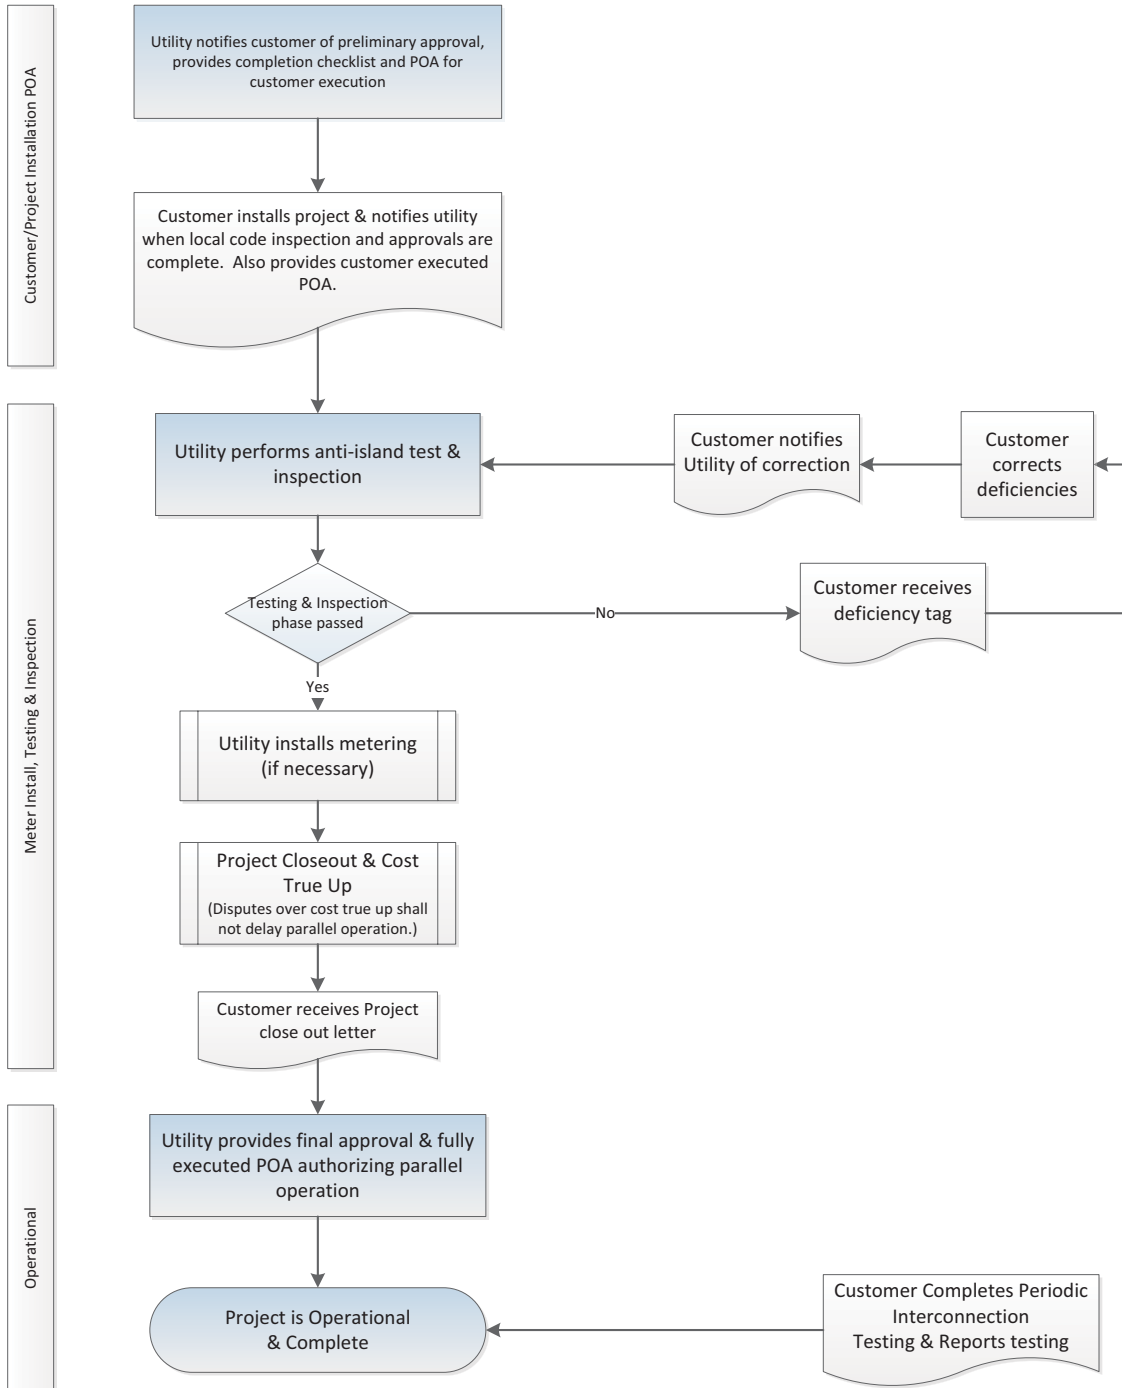 Customer/Project Installation POA
Utility notifies customer of preliminary approval,
provides completion checklist and POA for
customer execution
Customer installs project & notifies utility
when local code inspection and approvals are
complete.  Also provides customer executed
POA.
Meter Install, Testing & Inspection
Utility performs anti-island test &
inspection
Customer notifies
Utility of correction
Customer
corrects
deficiencies
Testing & Inspection
phase passed
No
Customer receives
deficiency tag
Yes
Utility installs metering
(if necessary)
Project Closeout & Cost
True Up
(Disputes over cost true up shall
not delay parallel operation.)
Customer receives Project
close out letter
Operational
Utility provides final approval & fully
executed POA authorizing parallel
operation
Project is Operational
& Complete
Customer Completes Periodic
Interconnection
Testing & Reports testing